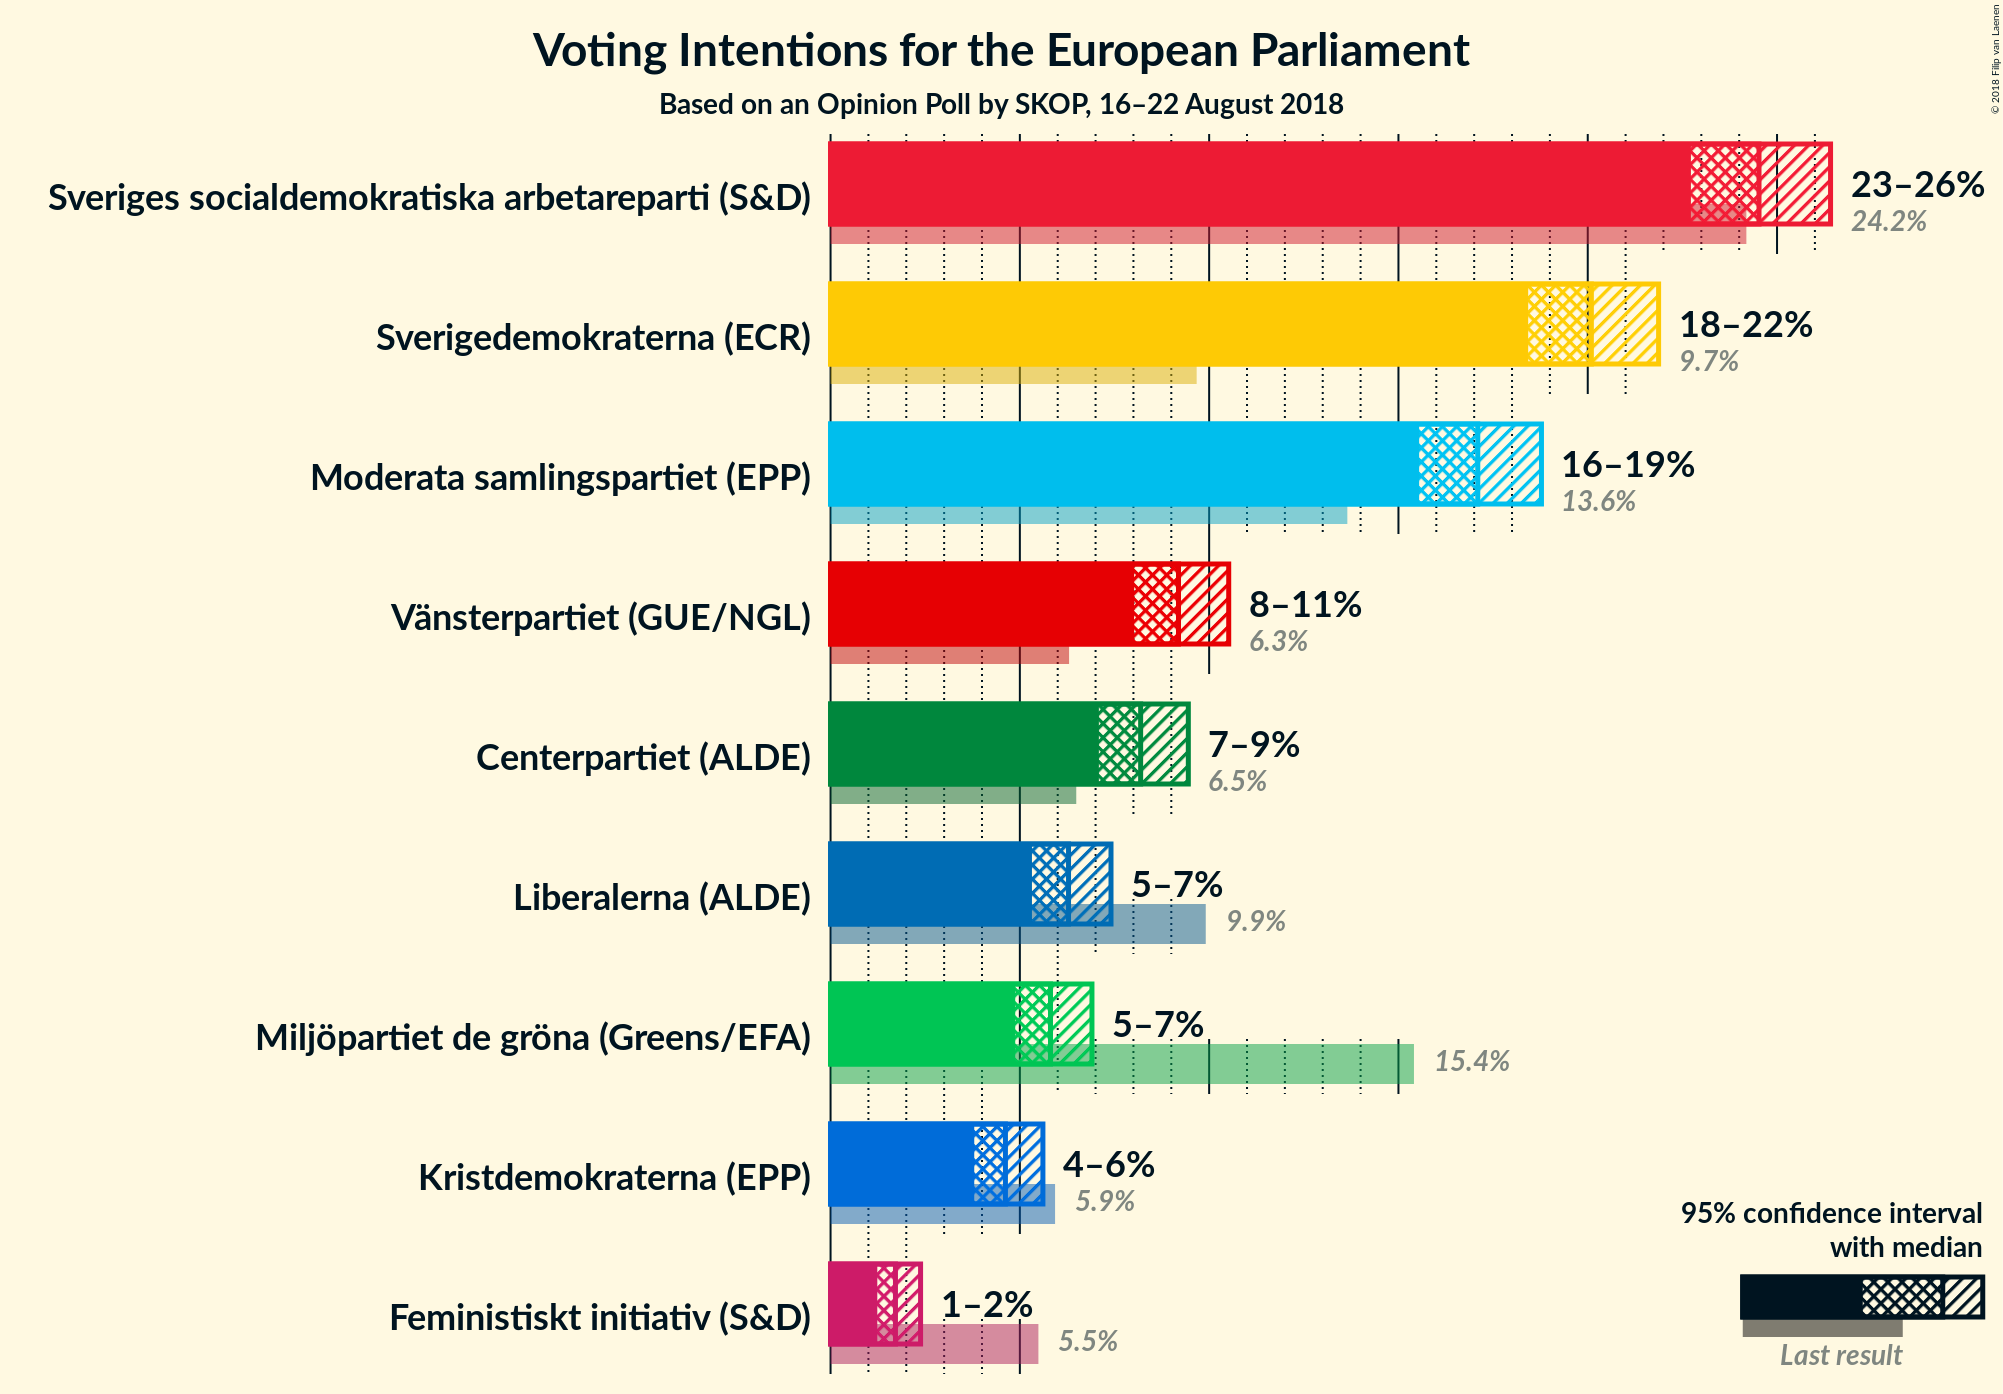 Voting Intentions for the European Parliament
Based on an Opinion Poll by SKOP, 16–22 August 2018
© 2018 Filip van Laenen
Sveriges socialdemokratiska arbetareparti (S&D)
23–26%
24.2%
Sverigedemokraterna (ECR)
18–22%
9.7%
Moderata samlingspartiet (EPP)
16–19%
13.6%
Vänsterpartiet (GUE/NGL)
8–11%
6.3%
Centerpartiet (ALDE)
7–9%
6.5%
Liberalerna (ALDE)
5–7%
9.9%
Miljöpartiet de gröna (Greens/EFA)
5–7%
15.4%
Kristdemokraterna (EPP)
4–6%
5.9%
Feministiskt initiativ (S&D)
1–2%
5.5%
95% confidence interval
with median
Last result